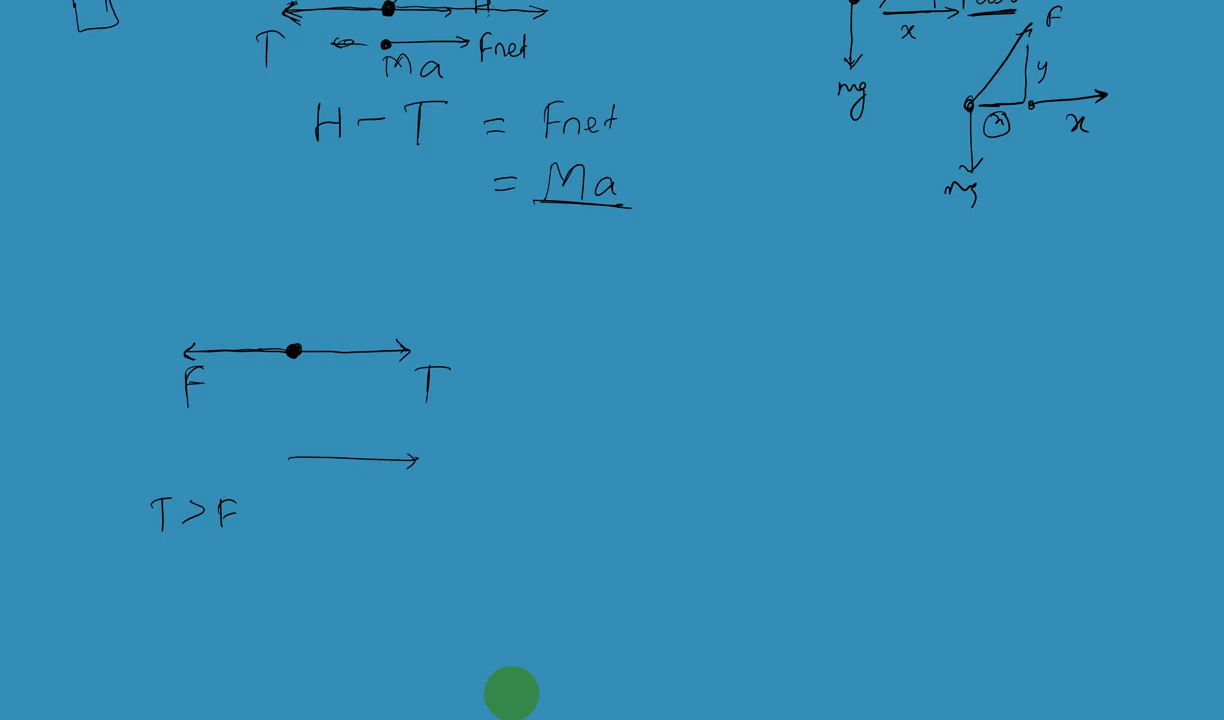 H
T
Fnet
Ma
H - T = Fnet
= Ma
F T
T > F
x
mg
F
y
x x
mg